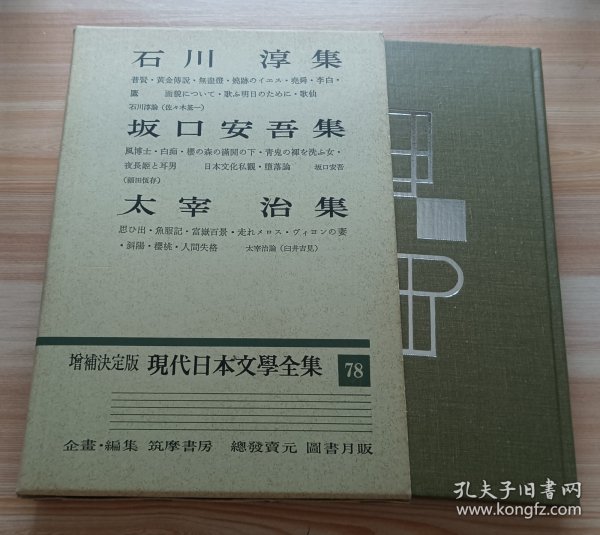 石川 淳集
普賢・黄金傳説・無盡燈・焼跡のイエス・堯舜・李白・
鷹 面貌について・歌ふ明日のために・歌仙
石川淳論（佐々木基一）
坂口安吾集
風博士・白痴・櫻の森の滿開の下・青鬼の褌を洗ふ女・
夜長姫と耳男 日本文化私觀・墮落論 坂口安吾
（福田恆存）
太宰 治集
思ひ出・魚服記・富嶽百景・走れメロス・ヴィヨンの妻
・斜陽・櫻桃・人間失格 太宰治論（臼井吉見）
增補決定版 現代日本文學全集 78
企畫・編集 筑摩書房 總發賣元 圖書月販
孔夫子旧书网
www.kongfz.com